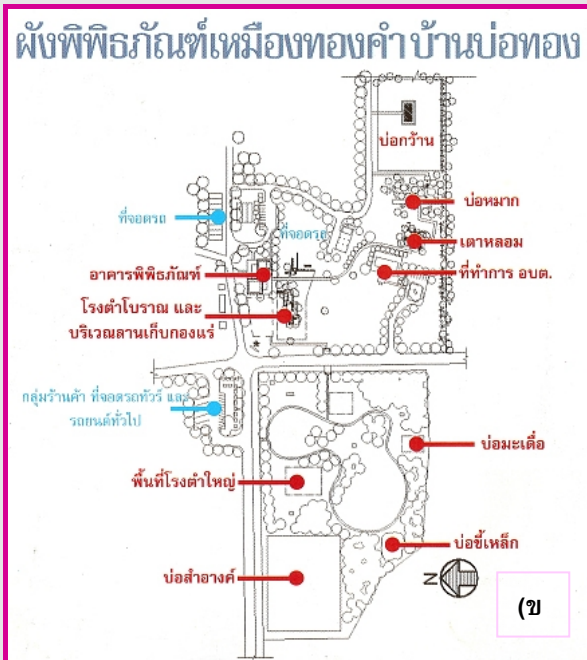 ผังพิพิธภัณฑ์เหมืองทองคำ บ้านบ่อทอง
บ่อกว้าน
บ่อหมาก
ที่จอดรถ
ที่จอดรถ
เตาหลอม
อาคารพิพิธภัณฑ์
ที่ทำการ อบต.
โรงตำโบราณ และ
บริเวณลานเก็บกองแร่
กลุ่มร้านค้า ที่จอดรถทัวร์ และ
รถยนต์ทั่วไป
บ่อมะเดื่อ
พื้นที่โรงตำใหญ่
บ่อขี้เหล็ก
บ่อสำอางค์
N
(ข